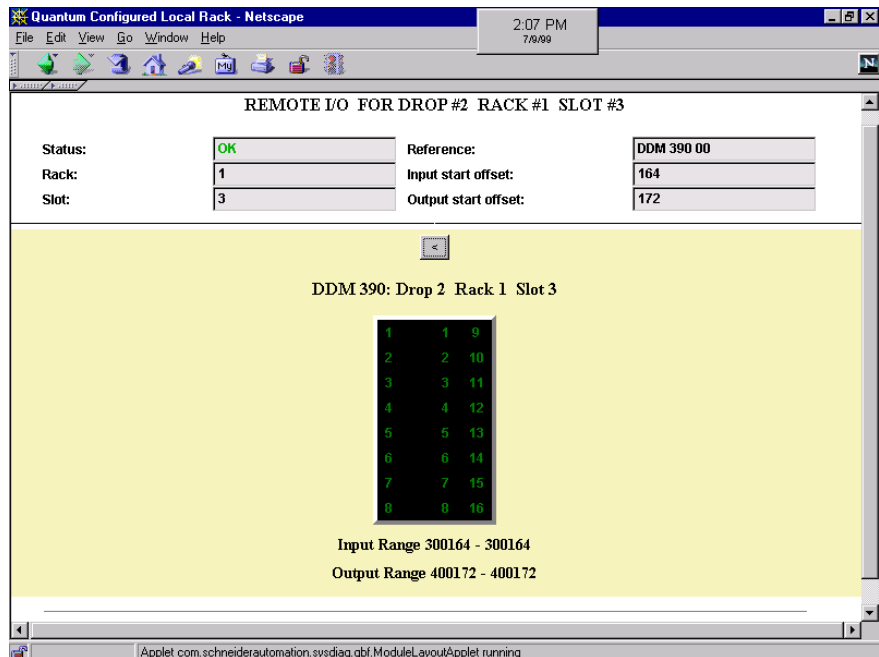 Quantum Configured Local Rack - Netscape
2:07 PM
7/9/99
File Edit View Go Window Help
My
N
REMOTE I/O FOR DROP #2 RACK #1 SLOT #3
Status: OK Reference: DDM 390 00
Rack: 1 Input start offset: 164
Slot: 3 Output start offset: 172
<
DDM 390: Drop 2 Rack 1 Slot 3
1 1 9
2 2 10
3 3 11
4 4 12
5 5 13
6 6 14
7 7 15
8 8 16
Input Range 300164 - 300164
Output Range 400172 - 400172
Applet com.schneiderautomation.sysdiag.gbf.ModuleLayoutApplet running